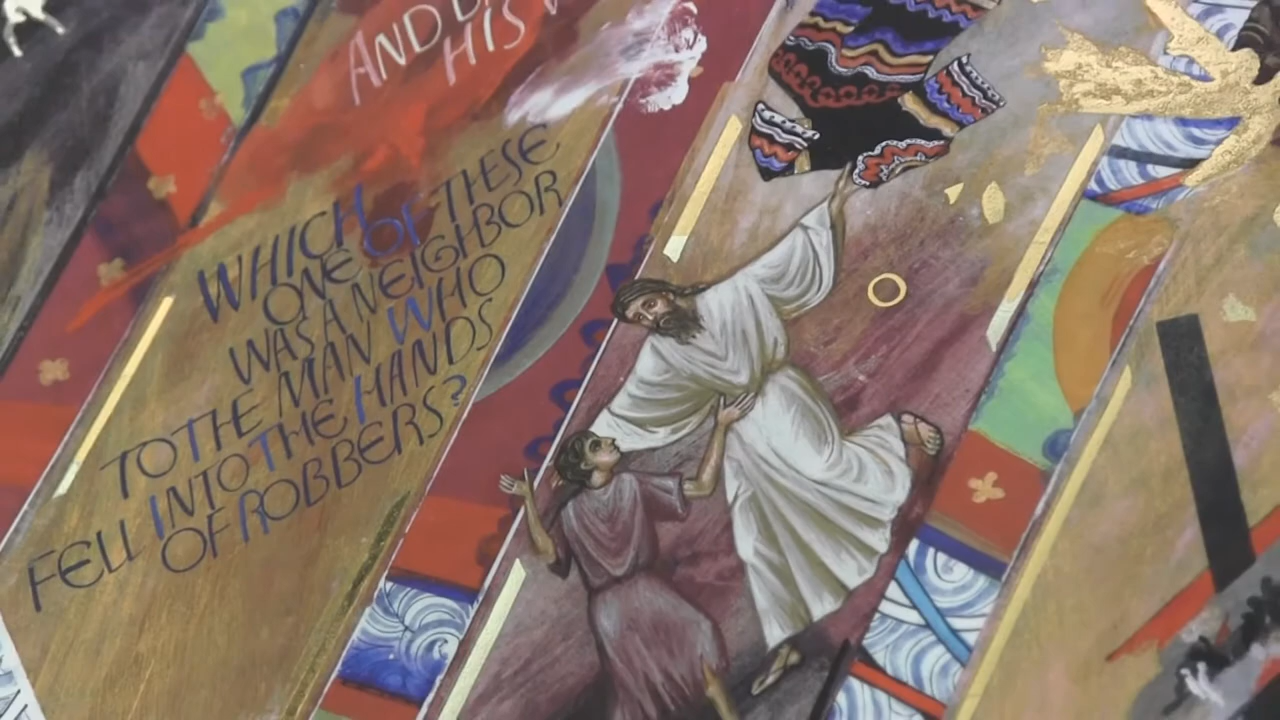 AND
HIS
WHICH OF THESE
ONE
WAS A NEIGHBOR
TO THE MAN WHO
FELL INTO THE HANDS
OF ROBBERS?